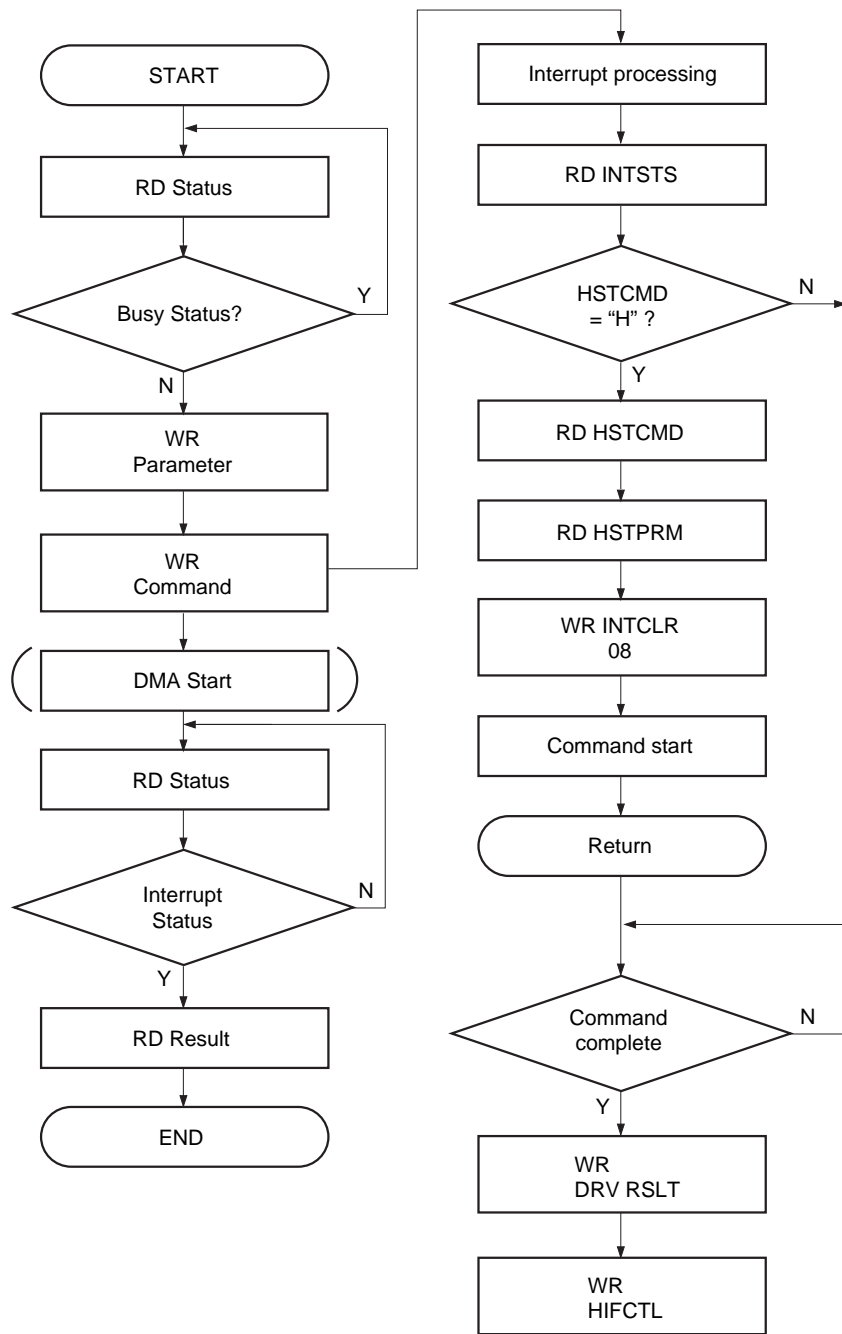 START
RD Status
Busy Status?
Y
N
WR
Parameter
WR
Command
DMA Start
RD Status
Interrupt
Status
N
Y
RD Result
END
Interrupt processing
RD INTSTS
HSTCMD
= “H” ?
N
Y
RD HSTCMD
RD HSTPRM
WR INTCLR
08
Command start
Return
Command
complete
N
Y
WR
DRV RSLT
WR
HIFCTL